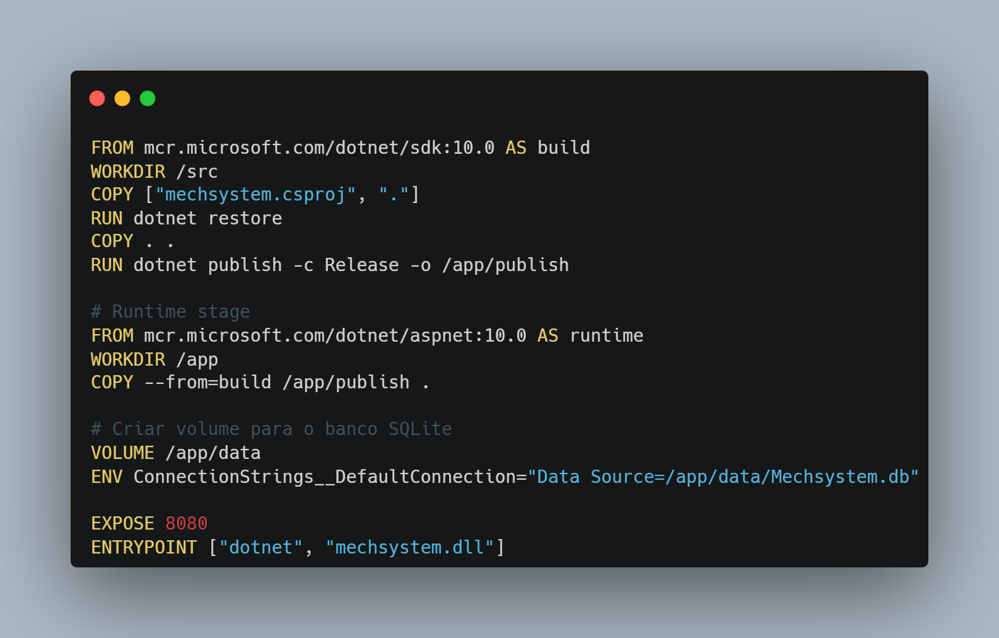 FROM mcr.microsoft.com/dotnet/sdk:10.0 AS build
WORKDIR /src
COPY ["mechsystem.csproj", "."]
RUN dotnet restore
COPY . .
RUN dotnet publish -c Release -o /app/publish
# Runtime stage
FROM mcr.microsoft.com/dotnet/aspnet:10.0 AS runtime
WORKDIR /app
COPY --from=build /app/publish .
# Criar volume para o banco SQLite
VOLUME /app/data
ENV ConnectionStrings__DefaultConnection="Data Source=/app/data/Mechsystem.db"
EXPOSE 8080
ENTRYPOINT ["dotnet", "mechsystem.dll"]